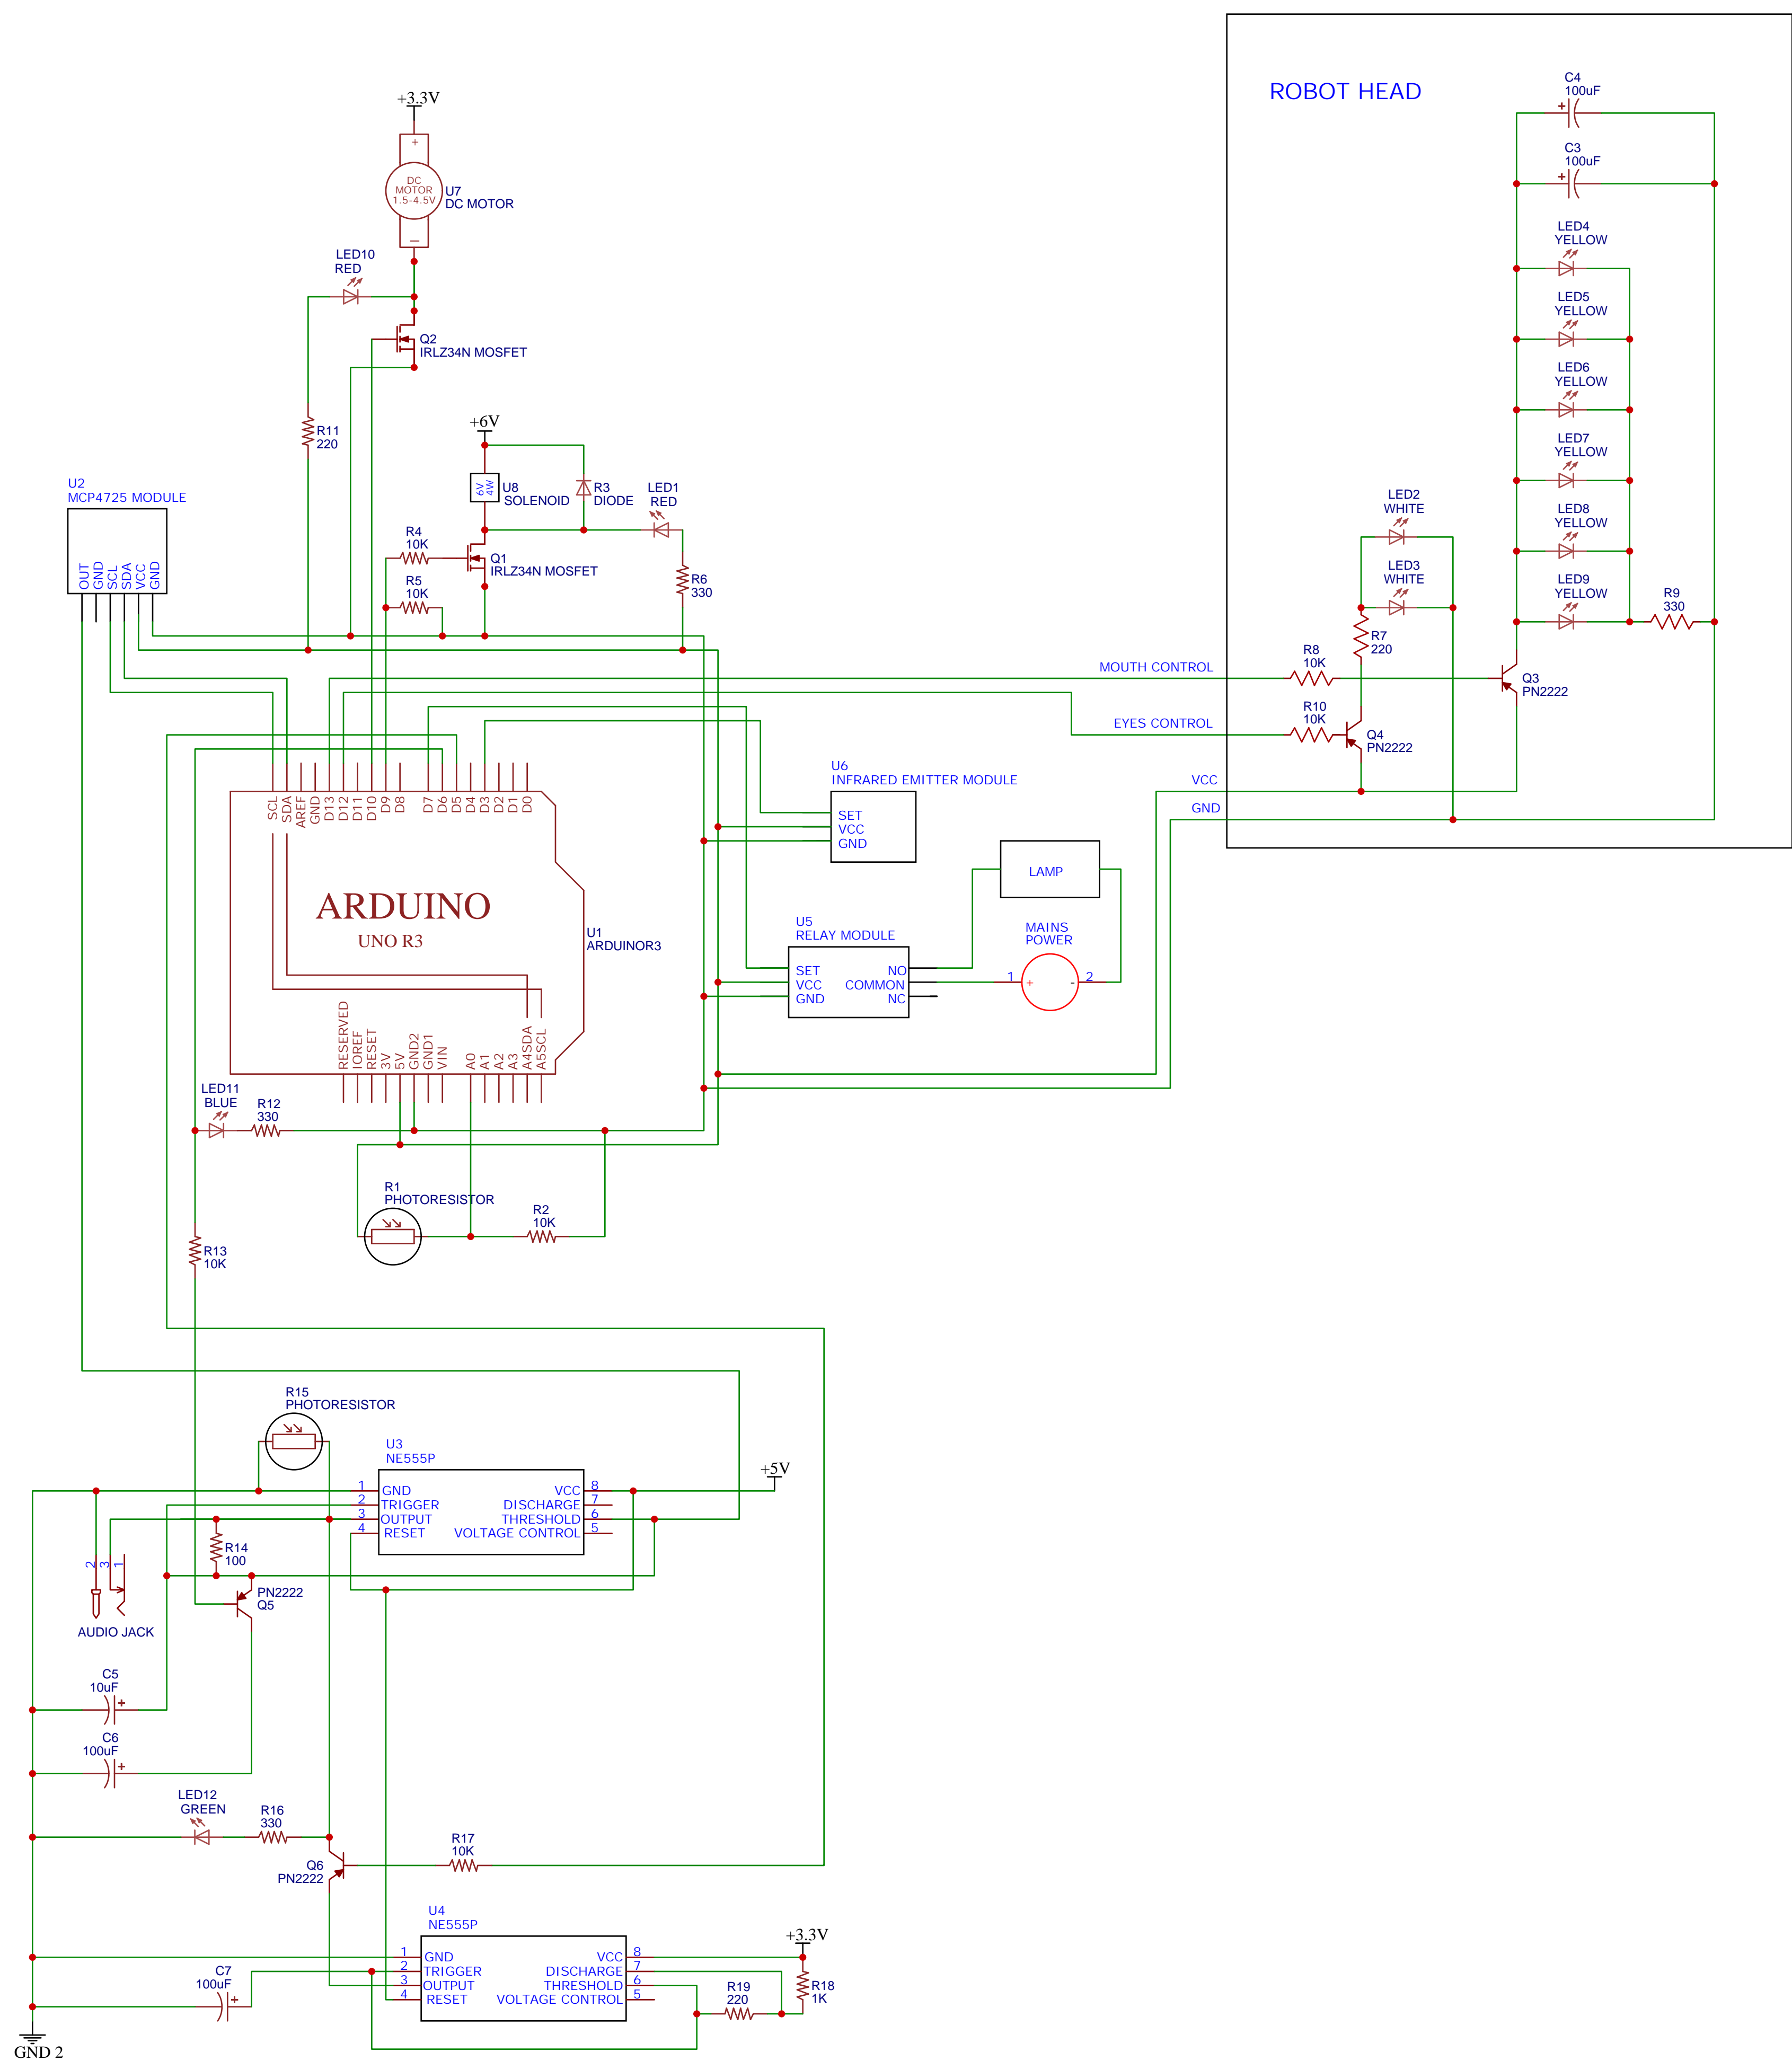 ROBOT HEAD
C4
100uF
C3
100uF
LED4
YELLOW
LED5
YELLOW
LED6
YELLOW
LED7
YELLOW
LED8
YELLOW
LED9
YELLOW
R9
330
LED2
WHITE
LED3
WHITE
R7
220
R8
10K
R10
10K
Q3
PN2222
Q4
PN2222
MOUTH CONTROL
EYES CONTROL
VCC
GND
+3.3V
+
DC
MOTOR
1.5-4.5V
U7
DC MOTOR
LED10
RED
Q2
IRLZ34N MOSFET
R11
220
+6V
6V
4W
U8
SOLENOID
R3
DIODE
LED1
RED
R4
10K
Q1
IRLZ34N MOSFET
R5
10K
R6
330
U2
MCP4725 MODULE
OUT
GND
SCL
SDA
VCC
GND
SCL
SDA
AREF
GND
D13
D12
D11
D10
D9
D8
D7
D6
D5
D4
D3
D2
D1
D0
ARDUINO
UNO R3
U1
ARDUINOR3
RESERVED
IOREF
RESET
3V
5V
GND2
GND1
VIN
A0
A1
A2
A3
A4SDA
A5SCL
U6
INFRARED EMITTER MODULE
SET
VCC
GND
LAMP
U5
RELAY MODULE
SET
VCC
GND
NO
COMMON
NC
MAINS
POWER
1
+
-
2
LED11
BLUE
R12
330
R1
PHOTORESISTOR
R2
10K
R13
10K
R15
PHOTORESISTOR
U3
NE555P
1 GND
2 TRIGGER
3 OUTPUT
4 RESET
VCC 8
DISCHARGE 7
THRESHOLD 6
VOLTAGE CONTROL 5
+5V
R14
100
2
3
1
AUDIO JACK
PN2222
Q5
C5
10uF
+
C6
100uF
+
LED12
GREEN
R16
330
R17
10K
Q6
PN2222
U4
NE555P
1 GND
2 TRIGGER
3 OUTPUT
4 RESET
VCC 8
DISCHARGE 7
THRESHOLD 6
VOLTAGE CONTROL 5
+3.3V
R18
1K
R19
220
C7
100uF
+
GND 2